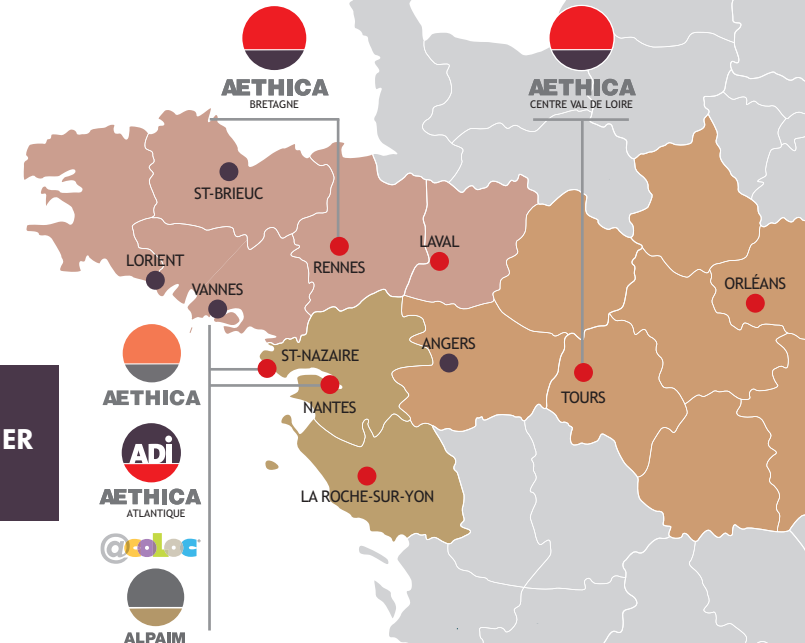 AETHICA
BRETAGNE
AETHICA
CENTRE VAL DE LOIRE
ST-BRIEUC
LORIENT
VANNES
RENNES
LAVAL
ORLÉANS
ST-NAZAIRE
ANGERS
NANTES
TOURS
LA ROCHE-SUR-YON
AETHICA
ER
ADi
AETHICA
ATLANTIQUE
@coloc
ALPAIM